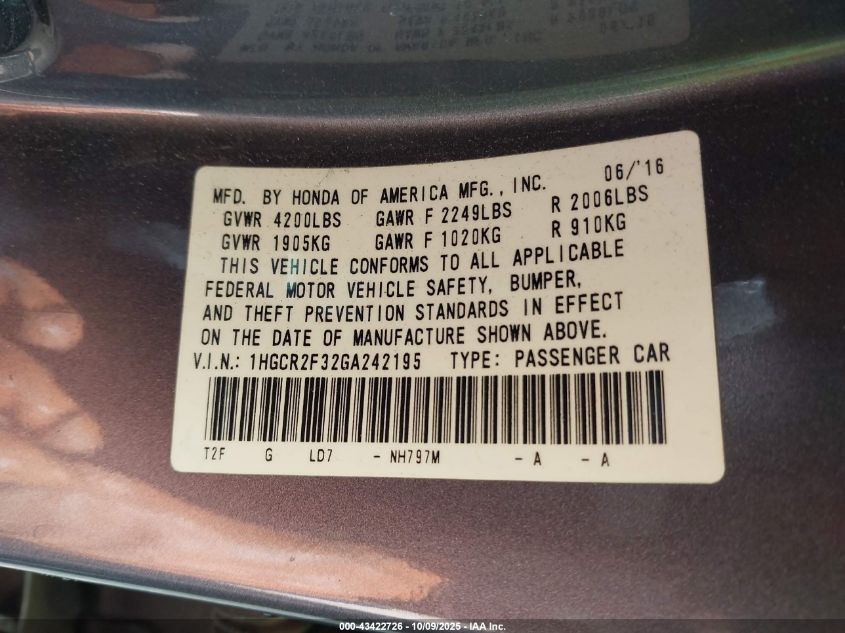 06/'16
MFD. BY HONDA OF AMERICA MFG., INC.
GVWR 4200LBS GAWR F 2249LBS R 2006LBS
GVWR 1905KG GAWR F 1020KG R 910KG
THIS VEHICLE CONFORMS TO ALL APPLICABLE
FEDERAL MOTOR VEHICLE SAFETY, BUMPER,
AND THEFT PREVENTION STANDARDS IN EFFECT
ON THE DATE OF MANUFACTURE SHOWN ABOVE.
V.I.N.: 1HGCR2F32GA242195 TYPE: PASSENGER CAR
T2F G LD7 - NH797M - A - A
000-43422726 - 10/09/2025 - IAA Inc.